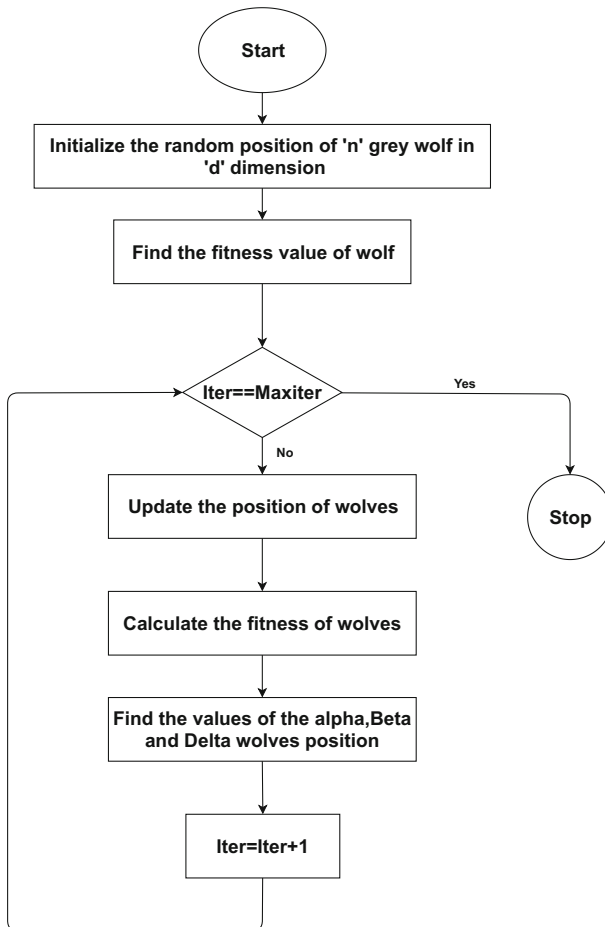 Start
Initialize the random position of 'n' grey wolf in
'd' dimension
Find the fitness value of wolf
Iter==Maxiter
Yes
No
Update the position of wolves
Stop
Calculate the fitness of wolves
Find the values of the alpha,Beta
and Delta wolves position
Iter=Iter+1